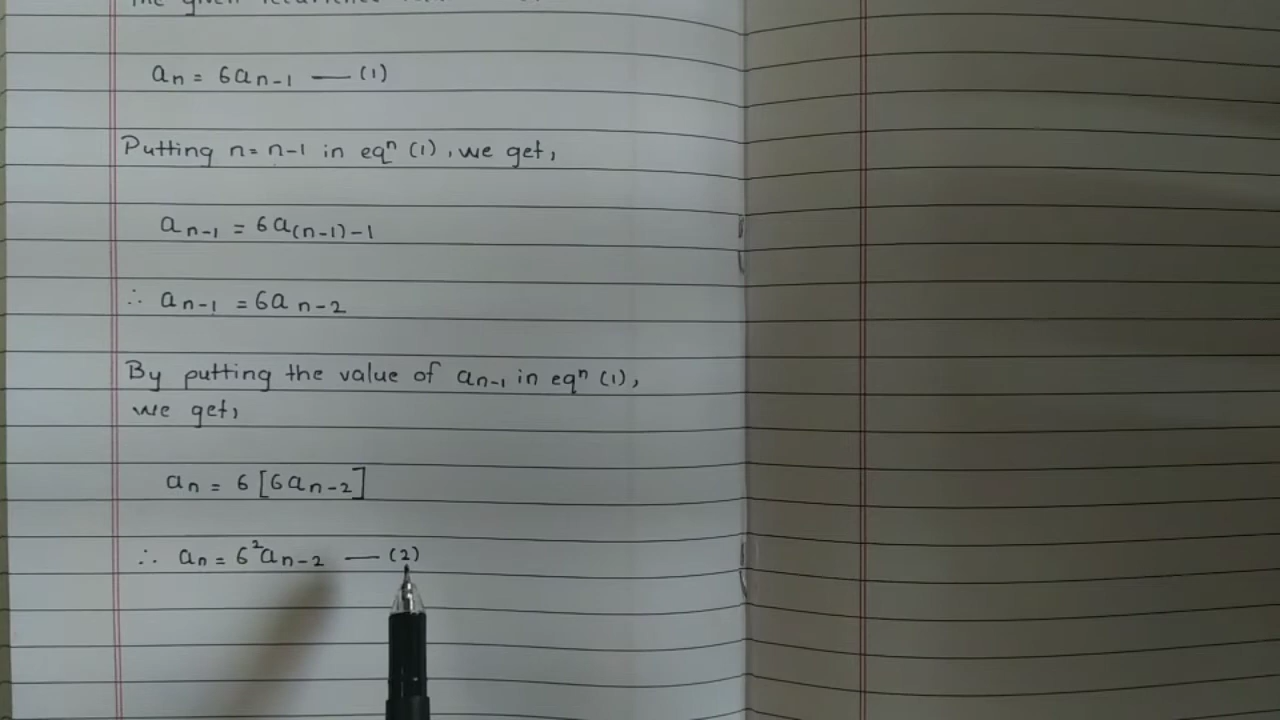 The given
aₙ = 6aₙ₋₁ — (1)
Putting n = n-1 in eqⁿ (1), we get,
aₙ₋₁ = 6a₍ₙ₋₁₎₋₁
∴ aₙ₋₁ = 6aₙ₋₂
By putting the value of aₙ₋₁ in eqⁿ (1),
we get,
aₙ = 6 [6aₙ₋₂]
∴ aₙ = 6²aₙ₋₂ — (2)